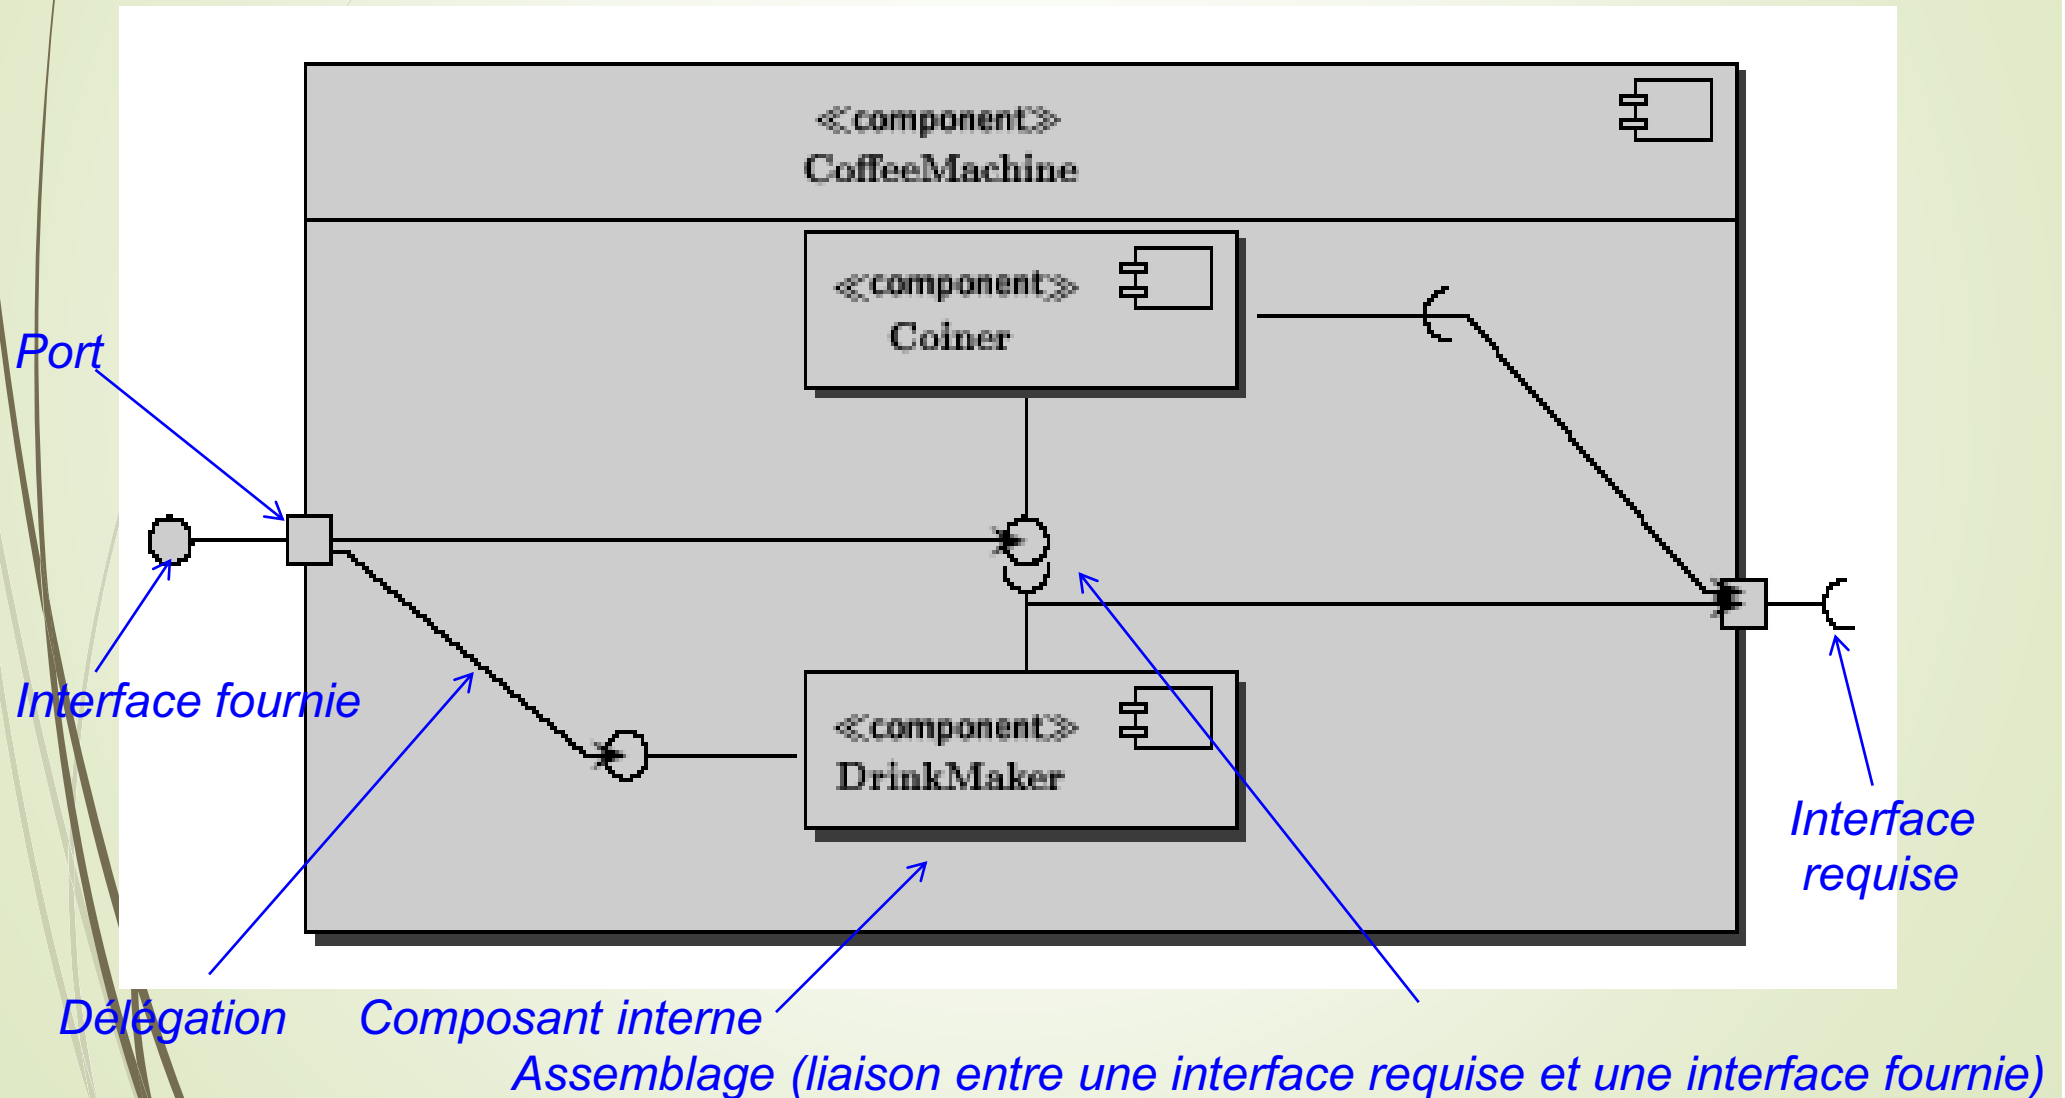 ≪component≫
CoffeeMachine
≪component≫
Coiner
Port
Interface fournie
≪component≫
DrinkMaker
Interface
requise
Délégation
Composant interne
Assemblage (liaison entre une interface requise et une interface fournie)